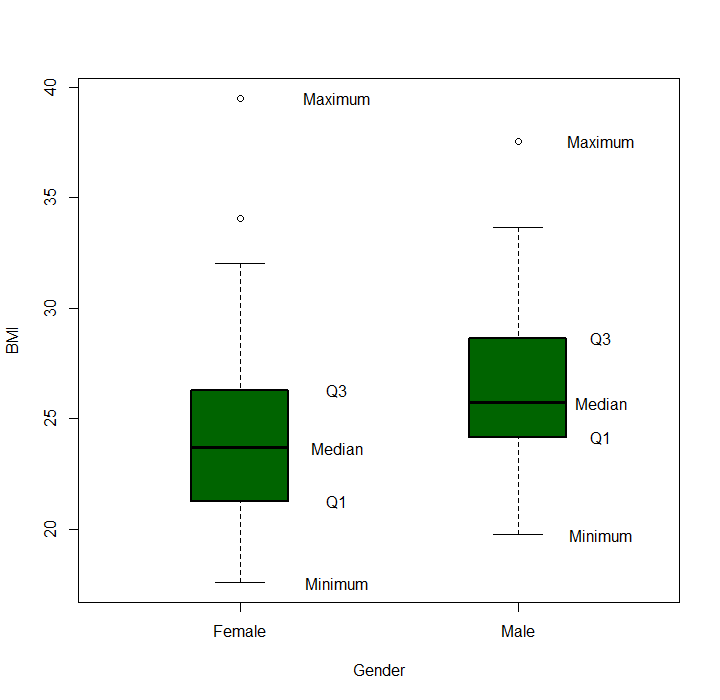 40
35
30
25
20
BMI
Maximum
Q3
Median
Q1
Minimum
Maximum
Q3
Median
Q1
Minimum
Female
Male
Gender